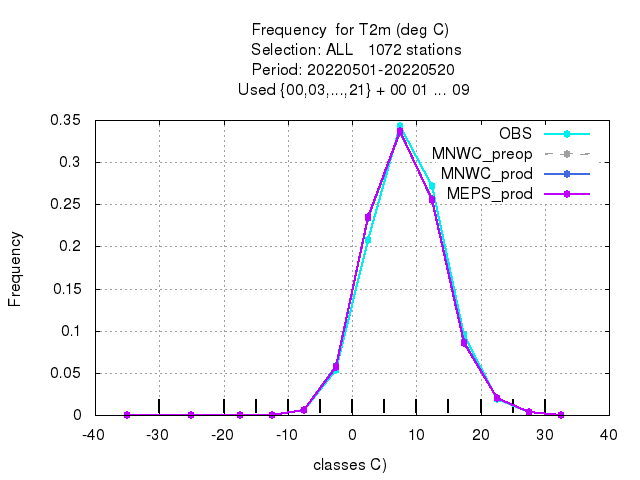 Frequency  for T2m (deg C)
Selection: ALL   1072 stations
Period: 20220501-20220520
Used {00,03,...,21} + 00 01 ... 09
OBS
MNWC_preop
MNWC_prod
MEPS_prod
Frequency
0.35
0.3
0.25
0.2
0.15
0.1
0.05
0
-40 -30 -20 -10 0 10 20 30 40
classes C)